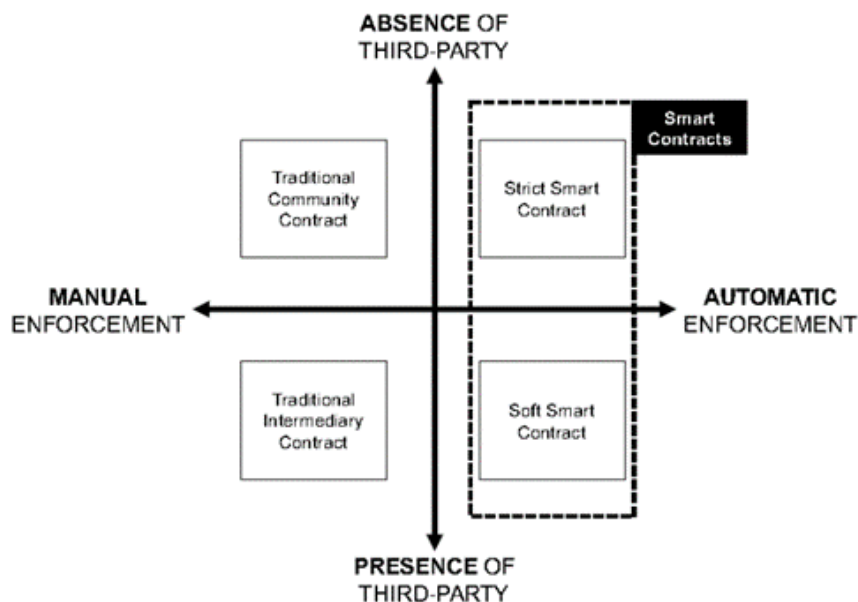 ABSENCE OF
THIRD-PARTY
Smart
Contracts
Traditional
Community
Contract
Strict Smart
Contract
MANUAL
ENFORCEMENT
AUTOMATIC
ENFORCEMENT
Traditional
Intermediary
Contract
Soft Smart
Contract
PRESENCE OF
THIRD-PARTY